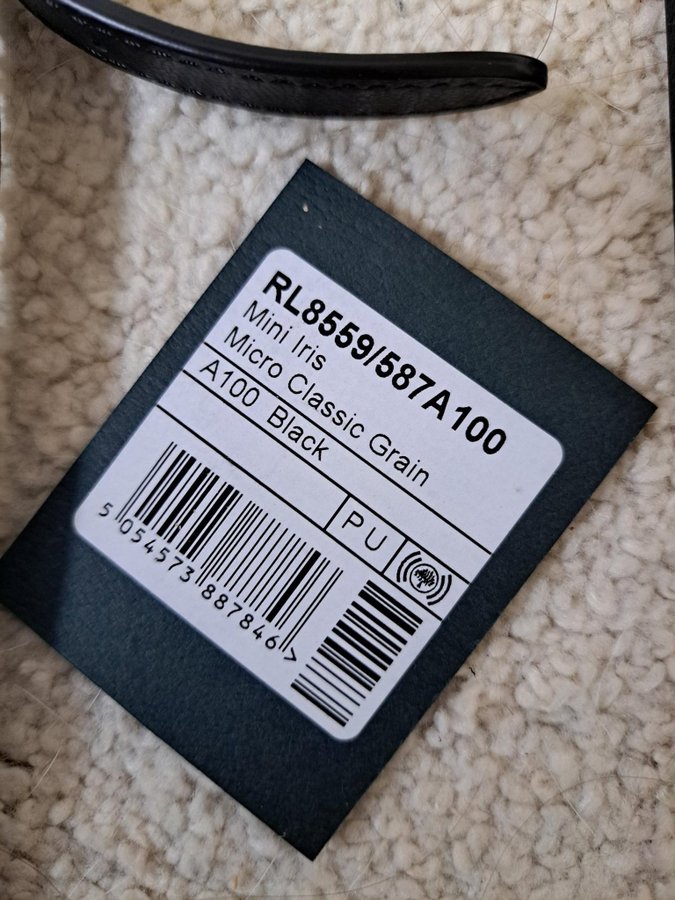 RL8559/587A100
Mini Iris
Micro Classic Grain
A100 Black
PU
5 054573 887846 >